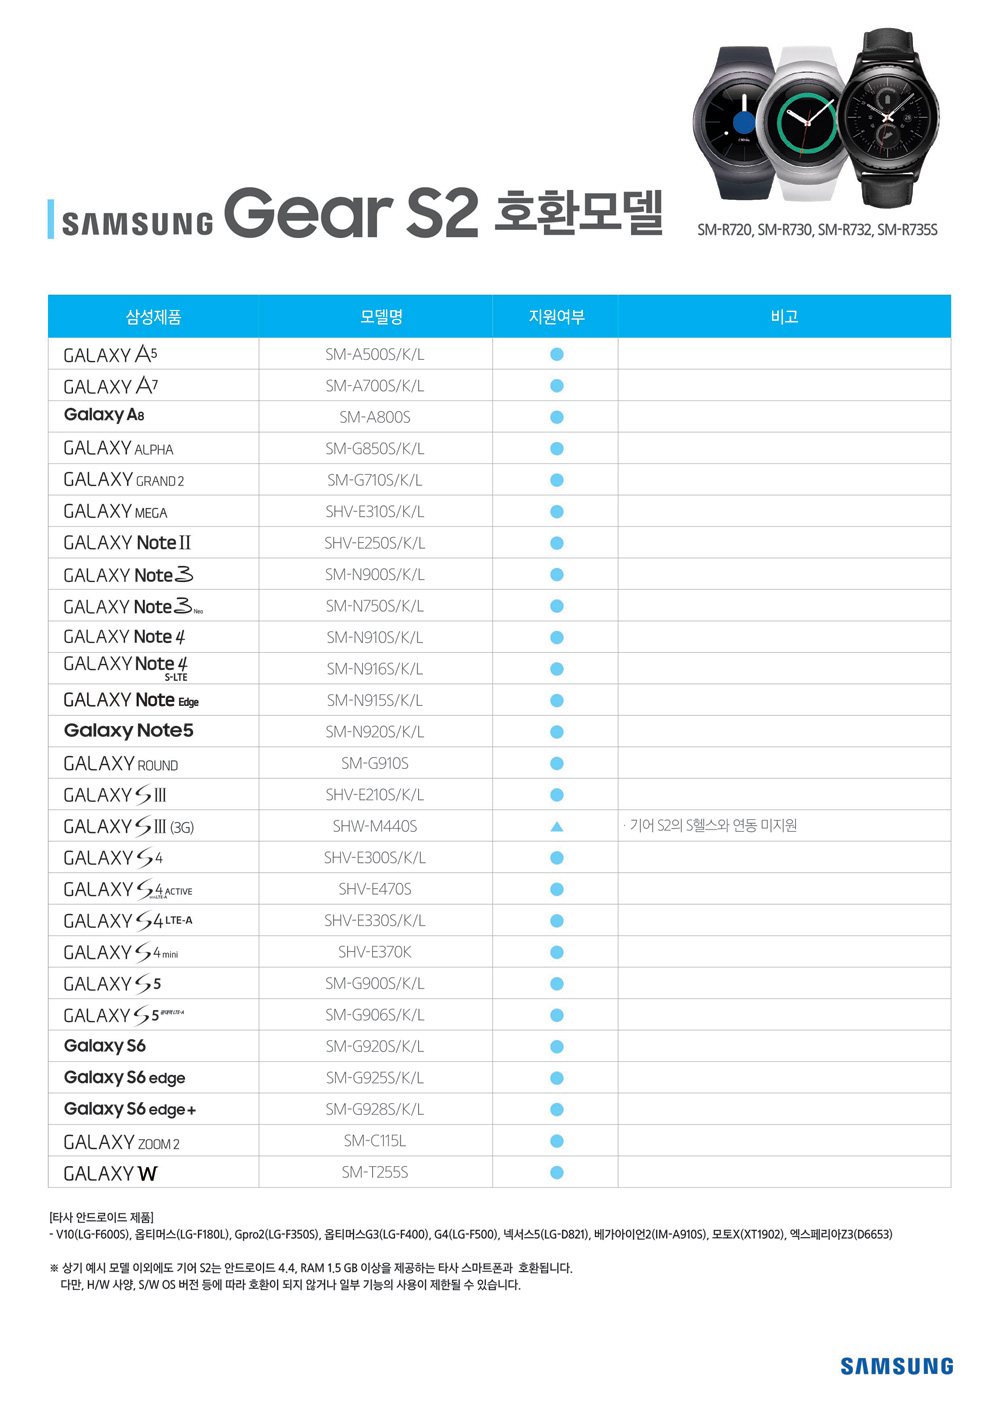 SAMSUNG Gear S2 호환모델
SM-R720, SM-R730, SM-R732, SM-R735S
삼성제품 모델명 지원여부 비고
GALAXY A5 SM-A500S/K/L
GALAXY A7 SM-A700S/K/L
Galaxy A8 SM-A800S
GALAXY ALPHA SM-G850S/K/L
GALAXY GRAND 2 SM-G710S/K/L
GALAXY MEGA SHV-E310S/K/L
GALAXY Note II SHV-E250S/K/L
GALAXY Note 3 SM-N900S/K/L
GALAXY Note 3 Neo SM-N750S/K/L
GALAXY Note 4 SM-N910S/K/L
GALAXY Note 4 S-LTE SM-N916S/K/L
GALAXY Note Edge SM-N915S/K/L
Galaxy Note5 SM-N920S/K/L
GALAXY ROUND SM-G910S
GALAXY S III SHV-E210S/K/L
GALAXY S III (3G) SHW-M440S ▲ · 기어 S2의 S헬스와 연동 미지원
GALAXY S4 SHV-E300S/K/L
GALAXY S4 ACTIVE SHV-E470S
GALAXY S4 LTE-A SHV-E330S/K/L
GALAXY S4 mini SHV-E370K
GALAXY S5 SM-G900S/K/L
GALAXY S5 LTE-A SM-G906S/K/L
Galaxy S6 SM-G920S/K/L
Galaxy S6 edge SM-G925S/K/L
Galaxy S6 edge+ SM-G928S/K/L
GALAXY ZOOM 2 SM-C115L
GALAXY W SM-T255S
[타사 안드로이드 제품]
- V10(LG-F600S), 옵티머스(LG-F180L), Gpro2(LG-F350S), 옵티머스G3(LG-F400), G4(LG-F500), 넥서스5(LG-D821), 베가아이언2(IM-A910S), 모토X(XT1902), 엑스페리아Z3(D6653)
※ 상기 예시 모델 이외에도 기어 S2는 안드로이드 4.4, RAM 1.5 GB 이상을 제공하는 타사 스마트폰과 호환됩니다.
다만, H/W 사양, S/W OS 버전 등에 따라 호환이 되지 않거나 일부 기능의 사용이 제한될 수 있습니다.
SAMSUNG